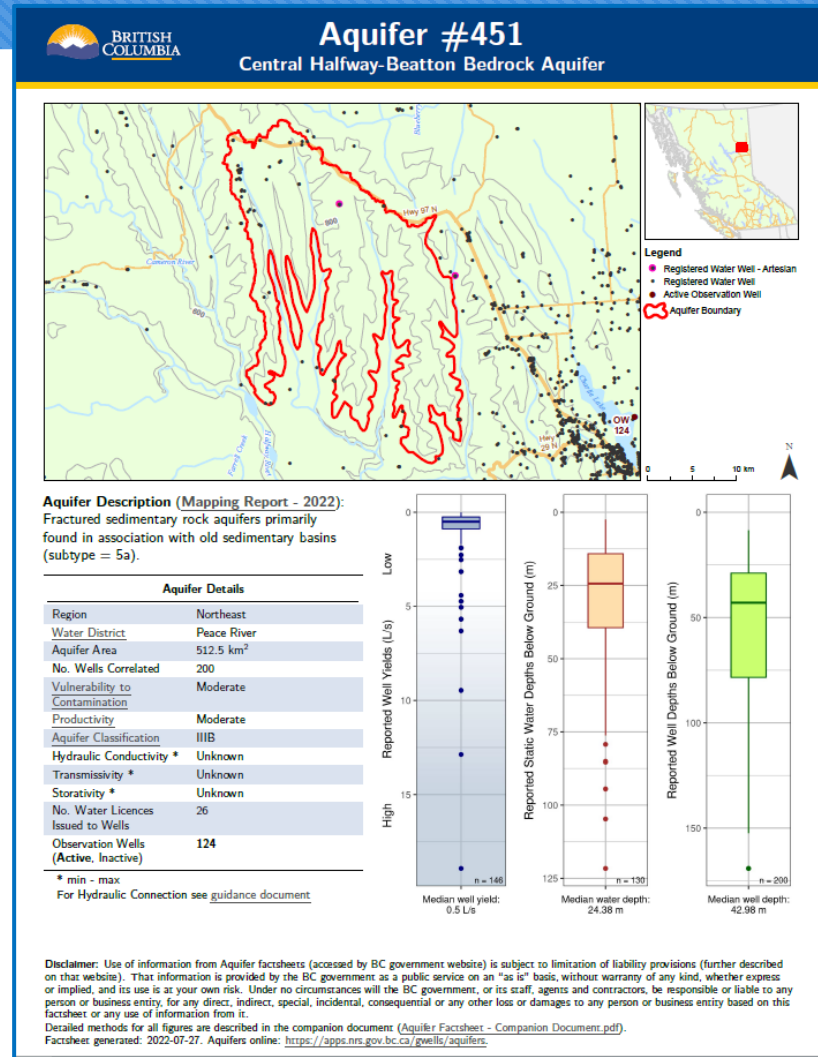 BRITISH
COLUMBIA
Aquifer #451
Central Halfway-Beatton Bedrock Aquifer
Blueberry
Hwy 97 N
800
Cameron River
800
Farrell Creek
Halfway River
Charlie Lake
OW
124
Hwy
29 N
Legend
Registered Water Well - Artesian
Registered Water Well
Active Observation Well
Aquifer Boundary
N
0 5 10 km
Aquifer Description (Mapping Report - 2022):
Fractured sedimentary rock aquifers primarily
found in association with old sedimentary basins
(subtype = 5a).
Aquifer Details
Region Northeast
Water District Peace River
Aquifer Area 512.5 km²
No. Wells Correlated 200
Vulnerability to Moderate
Contamination
Productivity Moderate
Aquifer Classification IIIB
Hydraulic Conductivity * Unknown
Transmissivity * Unknown
Storativity * Unknown
No. Water Licences 26
Issued to Wells
Observation Wells 124
(Active, Inactive)
* min - max
For Hydraulic Connection see guidance document
Reported Well Yields (L/s)
Low
High
0
5
10
15
n = 146
Median well yield:
0.5 L/s
Reported Static Water Depths Below Ground (m)
0
25
50
75
100
125
n = 130
Median water depth:
24.38 m
Reported Well Depths Below Ground (m)
0
50
100
150
n = 200
Median well depth:
42.98 m
Disclaimer: Use of information from Aquifer factsheets (accessed by BC government website) is subject to limitation of liability provisions (further described
on that website). That information is provided by the BC government as a public service on an "as is" basis, without warranty of any kind, whether express
or implied, and its use is at your own risk. Under no circumstances will the BC government, or its staff, agents and contractors, be responsible or liable to any
person or business entity, for any direct, indirect, special, incidental, consequential or any other loss or damages to any person or business entity based on this
factsheet or any use of information from it.
Detailed methods for all figures are described in the companion document (Aquifer Factsheet - Companion Document.pdf).
Factsheet generated: 2022-07-27. Aquifers online: https://apps.nrs.gov.bc.ca/gwells/aquifers.